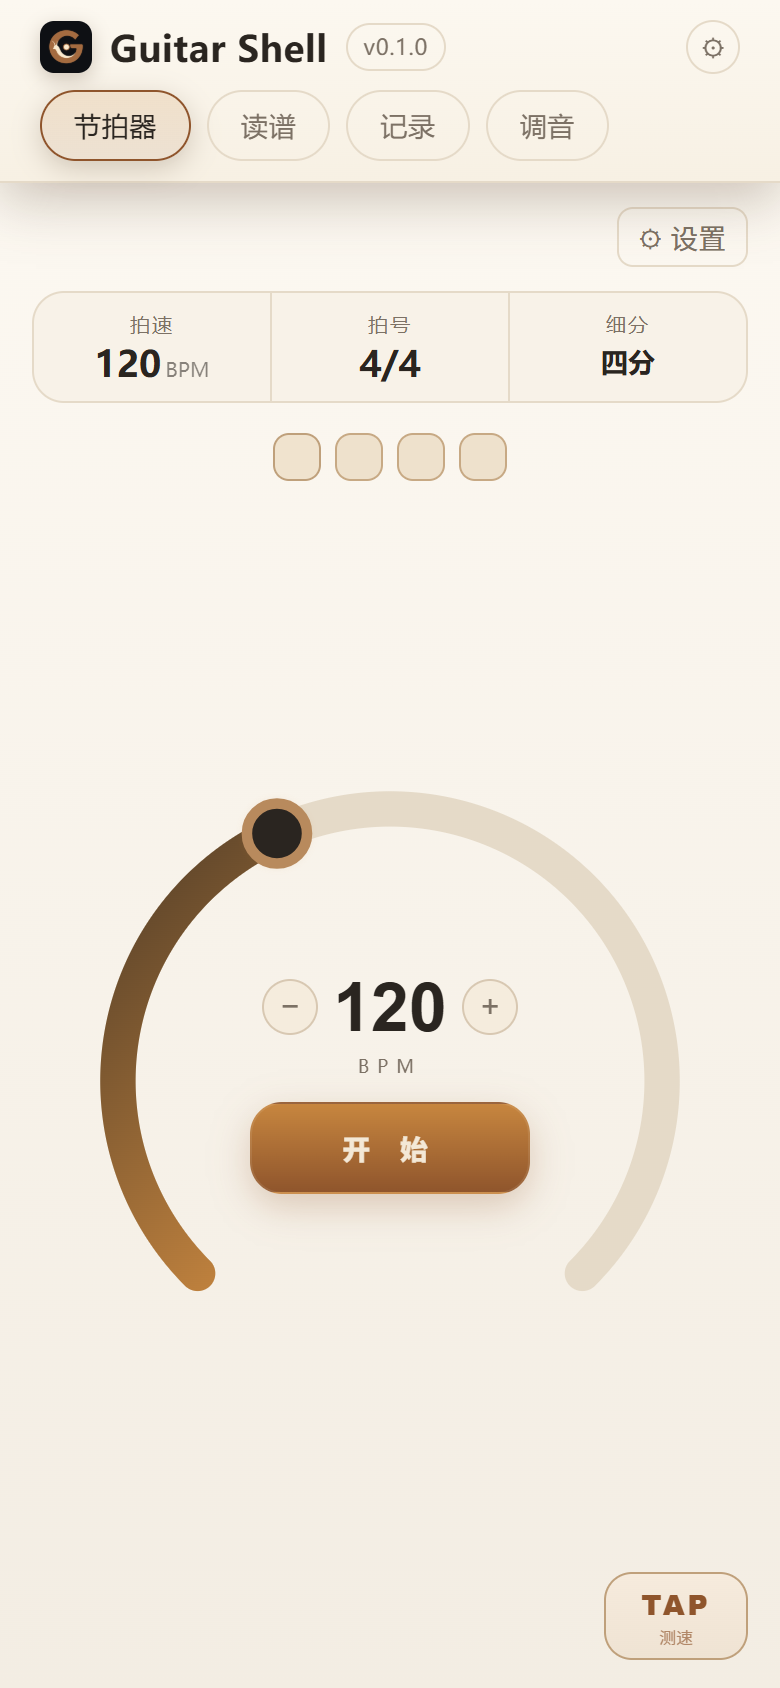 Guitar Shell v0.1.0
节拍器 读谱 记录 调音
设置
拍速 拍号 细分
120 BPM 4/4 四分
− 120 +
BPM
开 始
TAP
测速